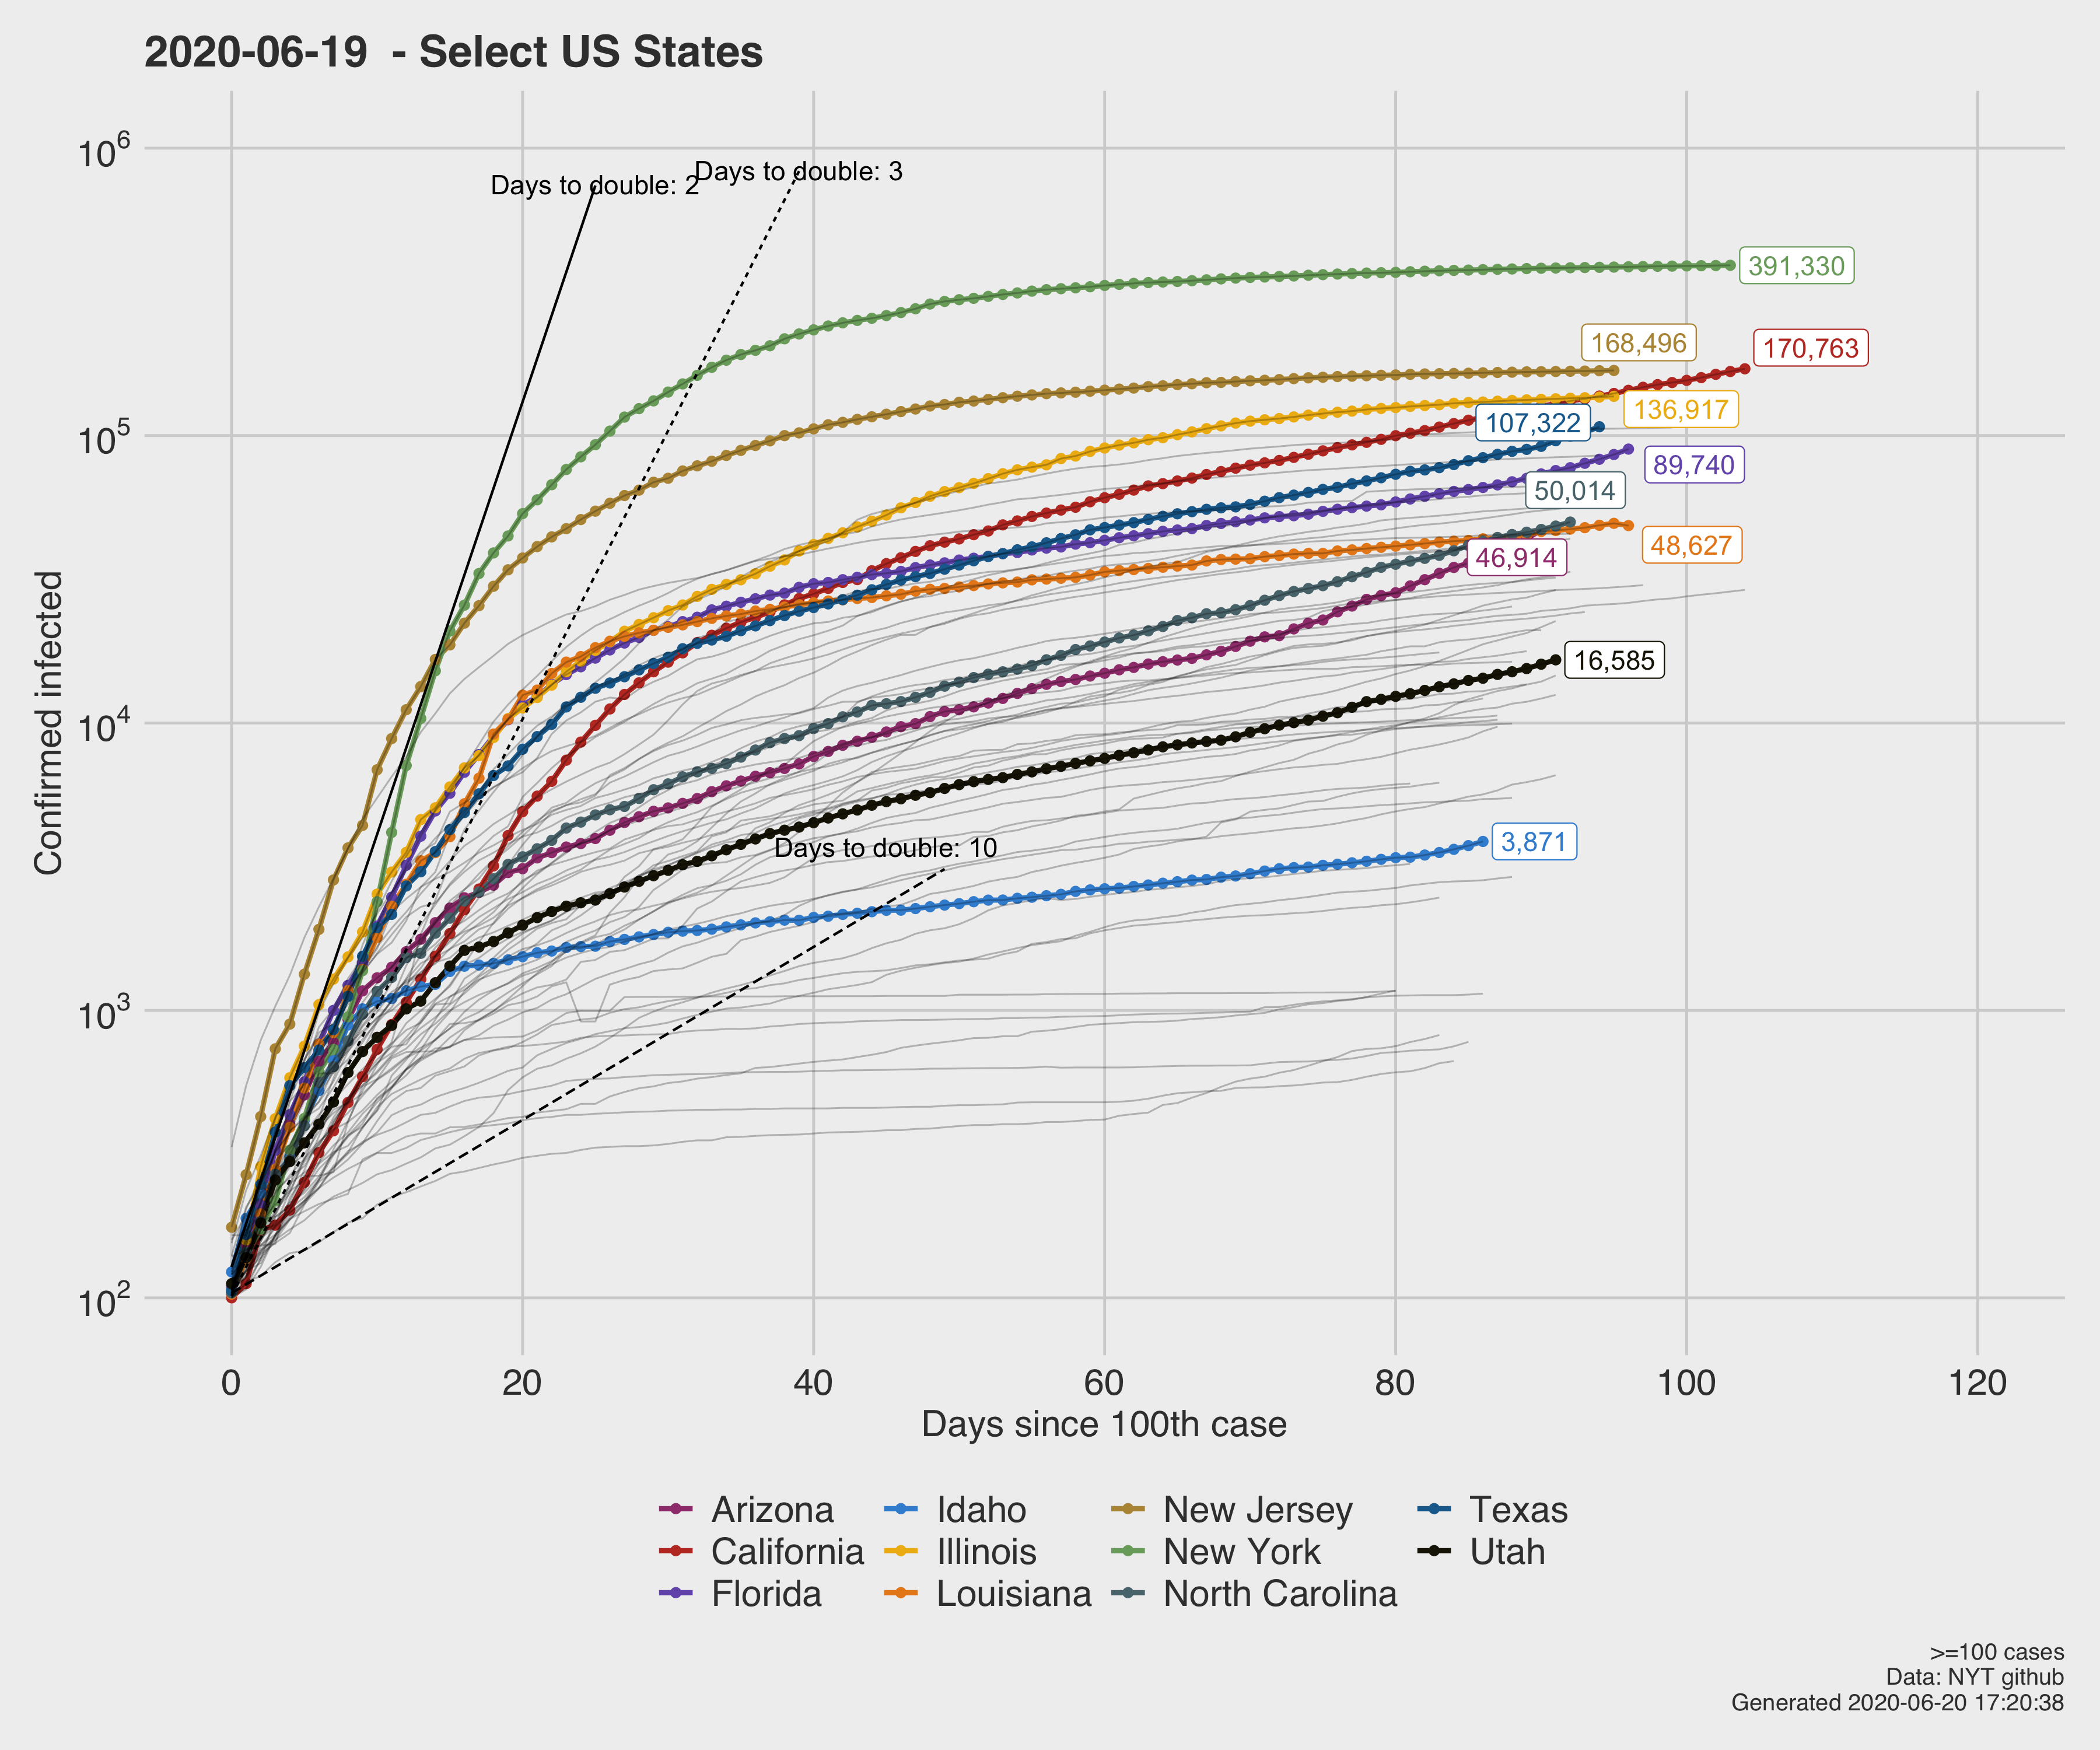 2020-06-19  - Select US States
10^6
10^5
10^4
10^3
10^2
Confirmed infected
Days to double: 2
Days to double: 3
Days to double: 10
391,330
168,496
170,763
136,917
107,322
89,740
50,014
48,627
46,914
16,585
3,871
0 20 40 60 80 100 120
Days since 100th case
Arizona Idaho New Jersey Texas
California Illinois New York Utah
Florida Louisiana North Carolina
>=100 cases
Data: NYT github
Generated 2020-06-20 17:20:38